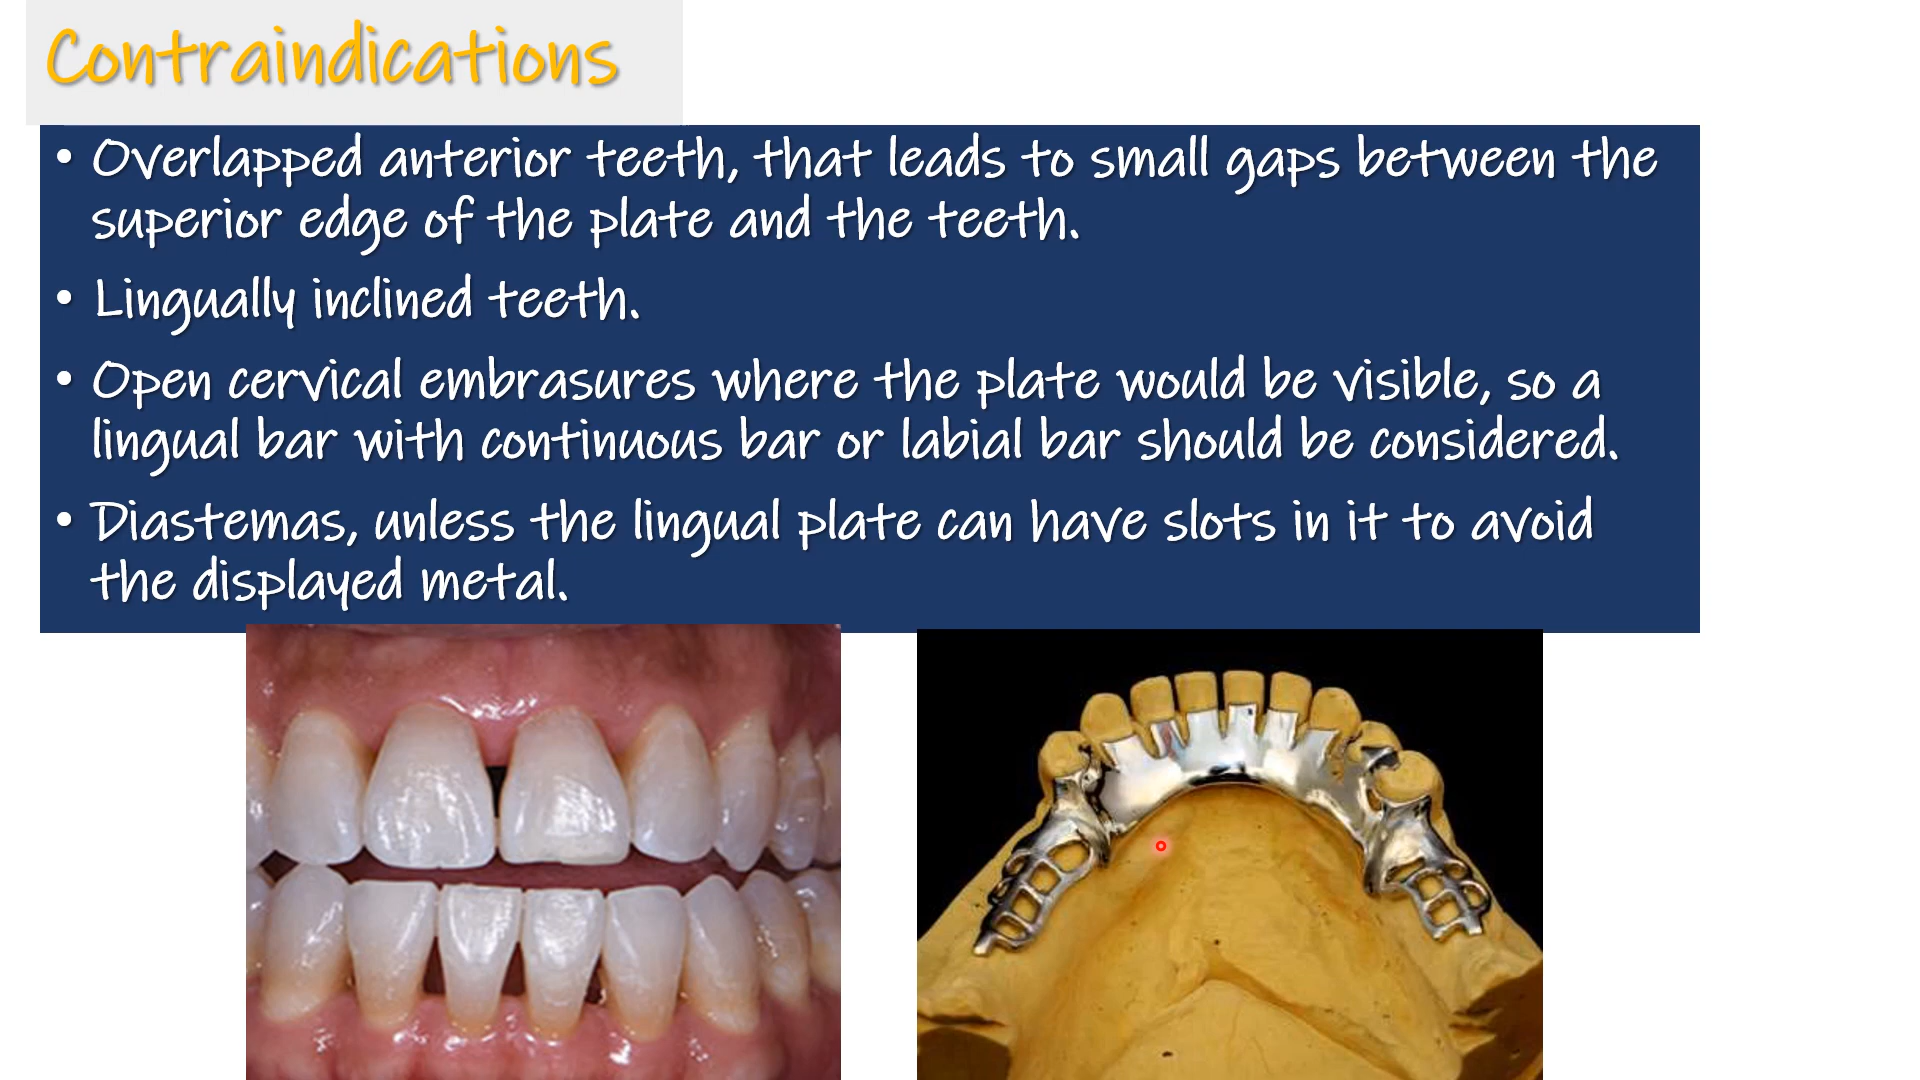 Contraindications
• Overlapped anterior teeth, that leads to small gaps between the
superior edge of the plate and the teeth.
• Lingually inclined teeth.
• Open cervical embrasures where the plate would be visible, so a
lingual bar with continuous bar or labial bar should be considered.
• Diastemas, unless the lingual plate can have slots in it to avoid
the displayed metal.